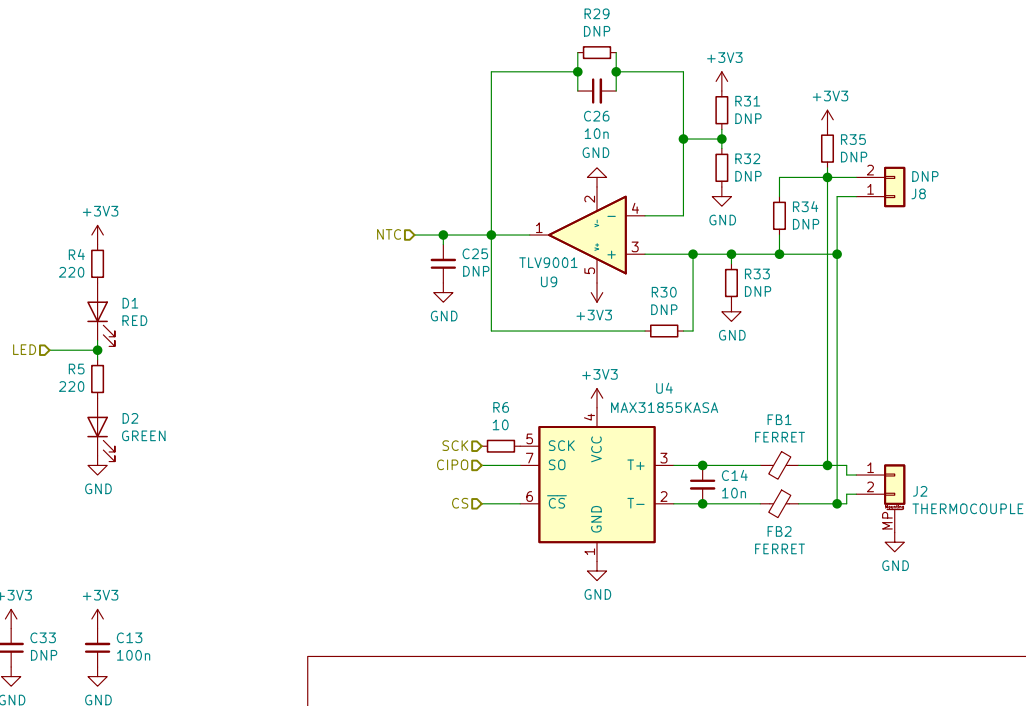 R29
DNP
C26
10n
GND
+3V3
R31
DNP
R32
DNP
GND
+3V3
R35
DNP
2
1
DNP
J8
R34
DNP
2
V-
4
1
3
V+
5
NTC
C25
DNP
GND
TLV9001
U9
+3V3
R30
DNP
R33
DNP
GND
+3V3
R4
220
D1
RED
LED
R5
220
D2
GREEN
GND
+3V3
U4
MAX31855KASA
R6
10
SCK
CIPO
CS
5
7
6
4
SCK
SO
CS
VCC
GND
T+
T-
3
2
1
GND
C14
10n
FB1
FERRET
FB2
FERRET
1
2
J2
THERMOCOUPLE
MP
GND
+3V3
C33
DNP
GND
+3V3
C13
100n
GND